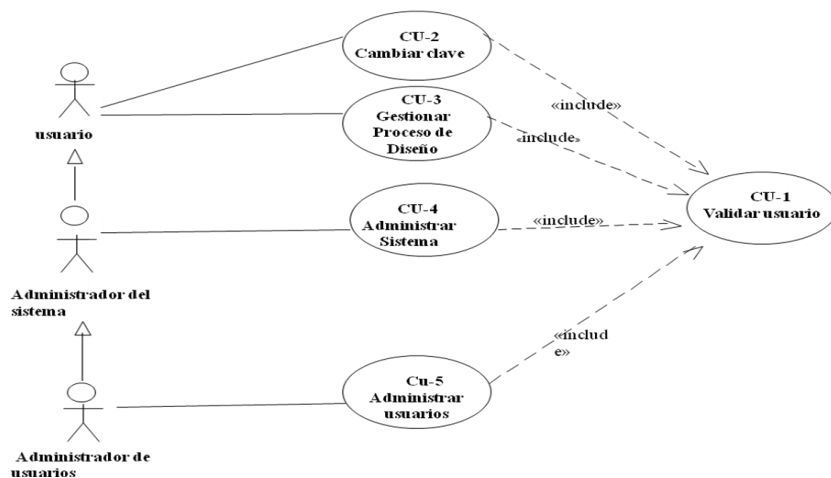 CU-2
Cambiar clave
«include»
CU-3
Gestionar
Proceso de
Diseño
«include»
usuario
CU-1
Validar usuario
CU-4
Administrar
Sistema
«include»
Administrador del
sistema
«includ
e»
Cu-5
Administrar
usuarios
Administrador de
usuarios